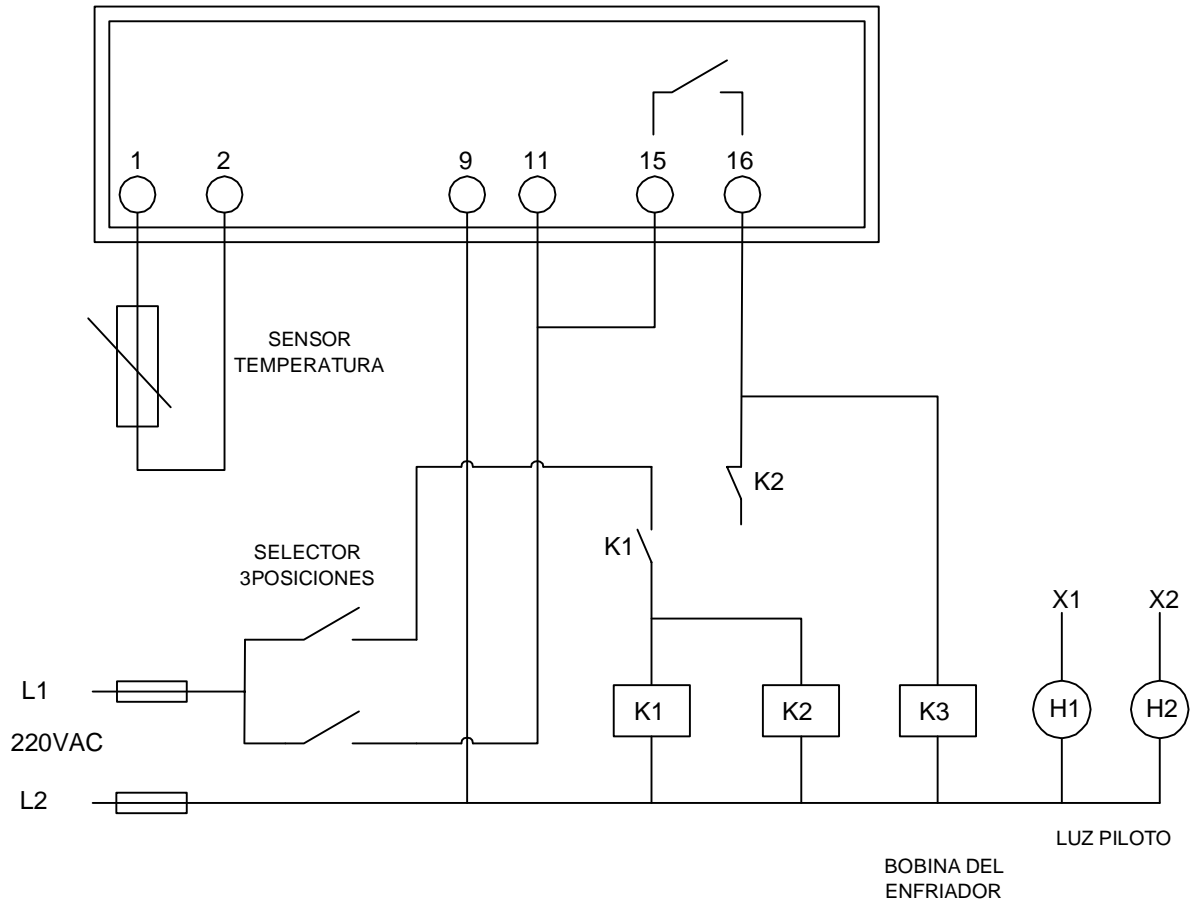 1
2
9
11
15
16
SENSOR
TEMPERATURA
K2
K1
SELECTOR
3POSICIONES
X1
X2
L1
K1
K2
K3
H1
H2
220VAC
L2
LUZ PILOTO
BOBINA DEL
ENFRIADOR